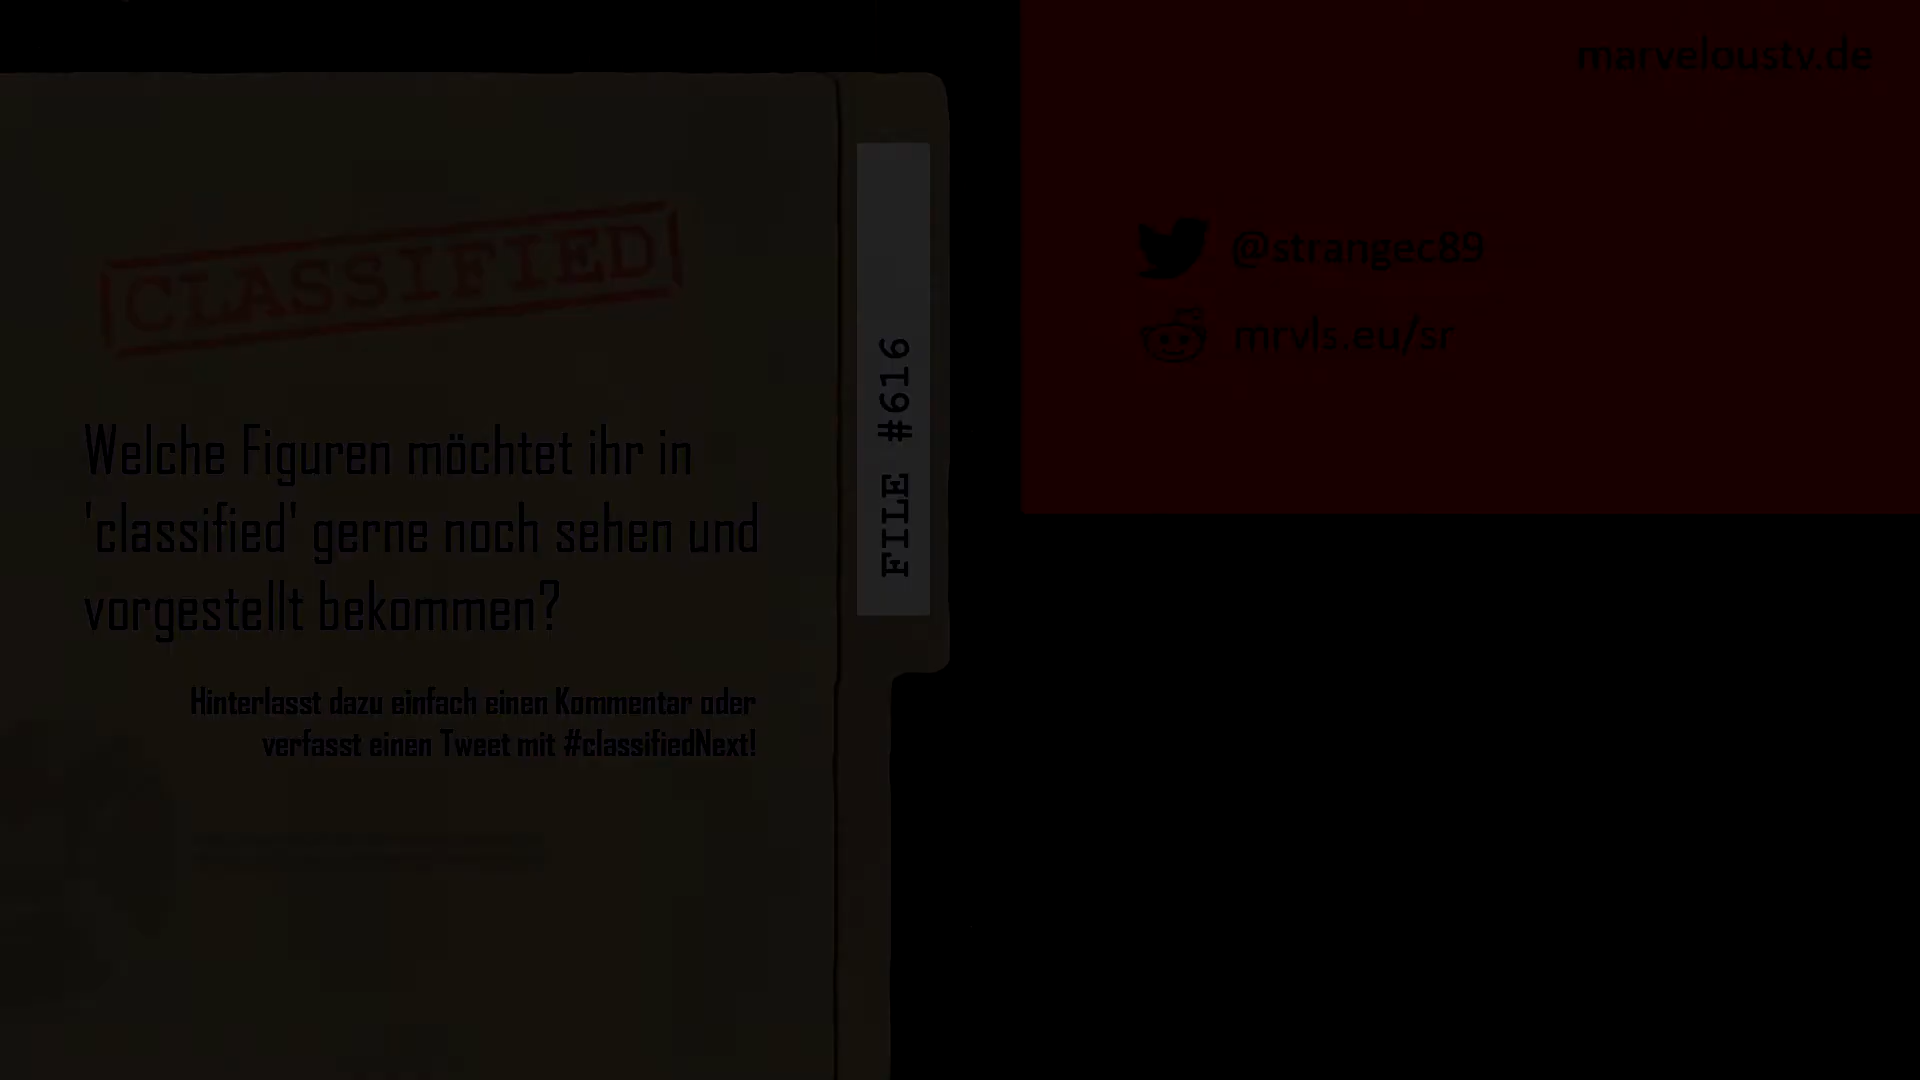 CLASSIFIED
Welche Figuren möchtet ihr in
'classified' gerne noch sehen und
vorgestellt bekommen?
Hinterlasst dazu einfach einen Kommentar oder
verfasst einen Tweet mit #classifiedNext!
FILE #616
marveloustv.de
@strangec89
mrvls.eu/sr